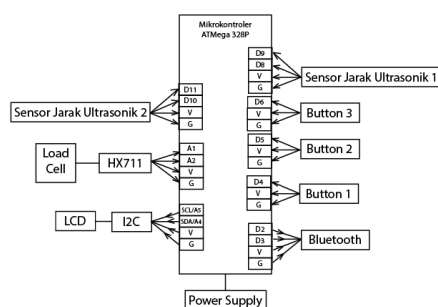 Mikrokontroler
ATMega 328P
D9
D8
V
G
Sensor Jarak Ultrasonik 1
D11
D10
V
G
Sensor Jarak Ultrasonik 2
D6
V
G
Button 3
D5
V
G
Button 2
A1
A2
V
G
HX711
Load
Cell
D4
V
G
Button 1
SCL/A5
SDA/A4
V
G
I2C
LCD
D2
D3
V
G
Bluetooth
Power Supply